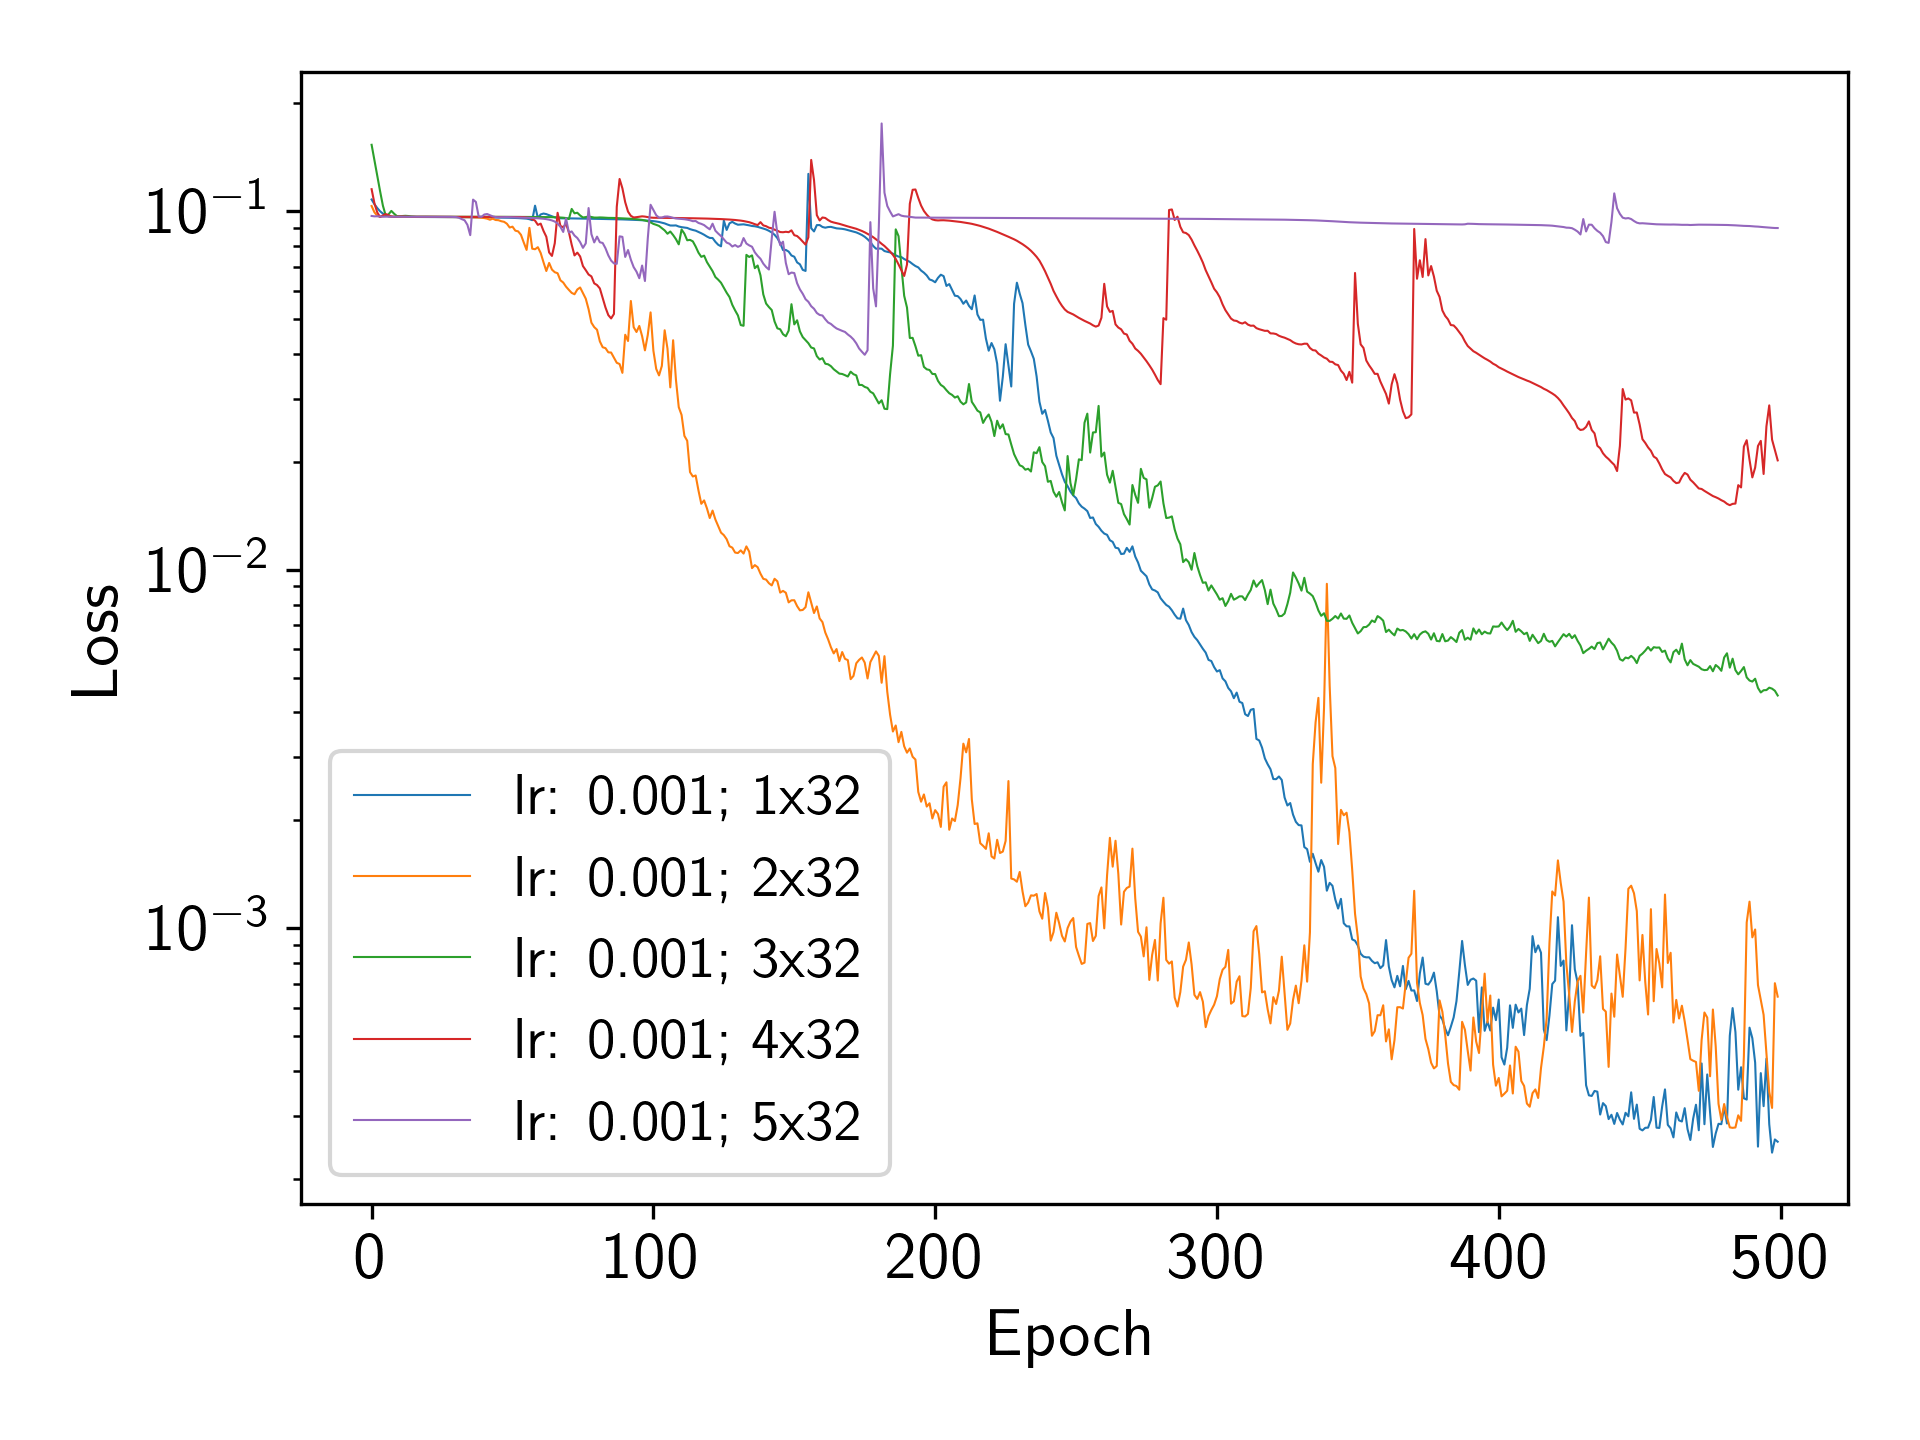 10⁻¹
10⁻²
10⁻³
Loss
lr: 0.001; 1x32
lr: 0.001; 2x32
lr: 0.001; 3x32
lr: 0.001; 4x32
lr: 0.001; 5x32
0 100 200 300 400 500
Epoch